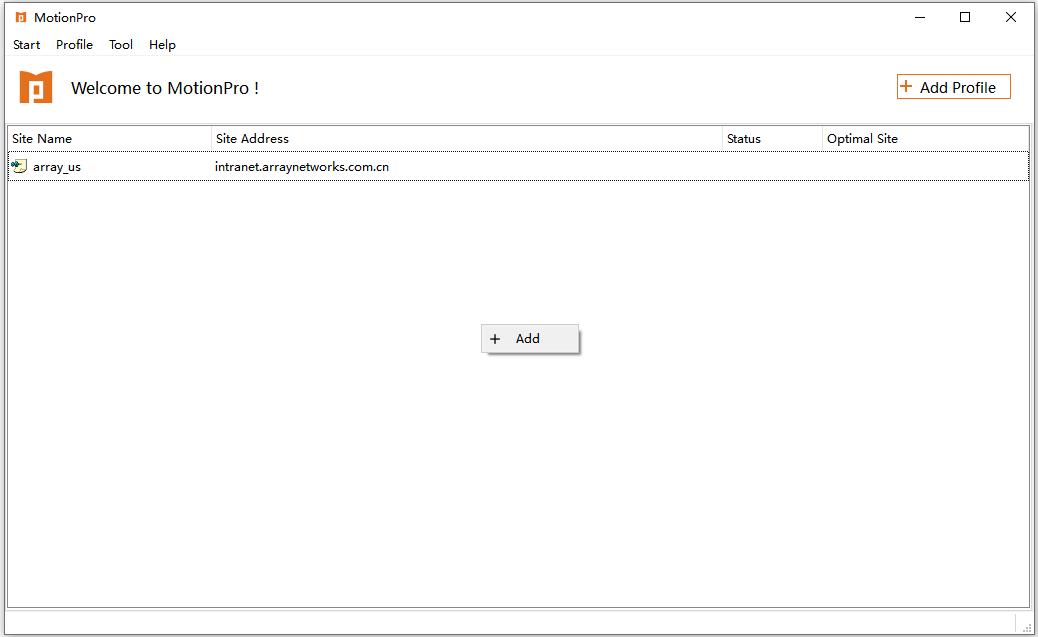 MotionPro
Start Profile Tool Help
Welcome to MotionPro !
+ Add Profile
Site Name Site Address Status Optimal Site
array_us intranet.arraynetworks.com.cn
+ Add